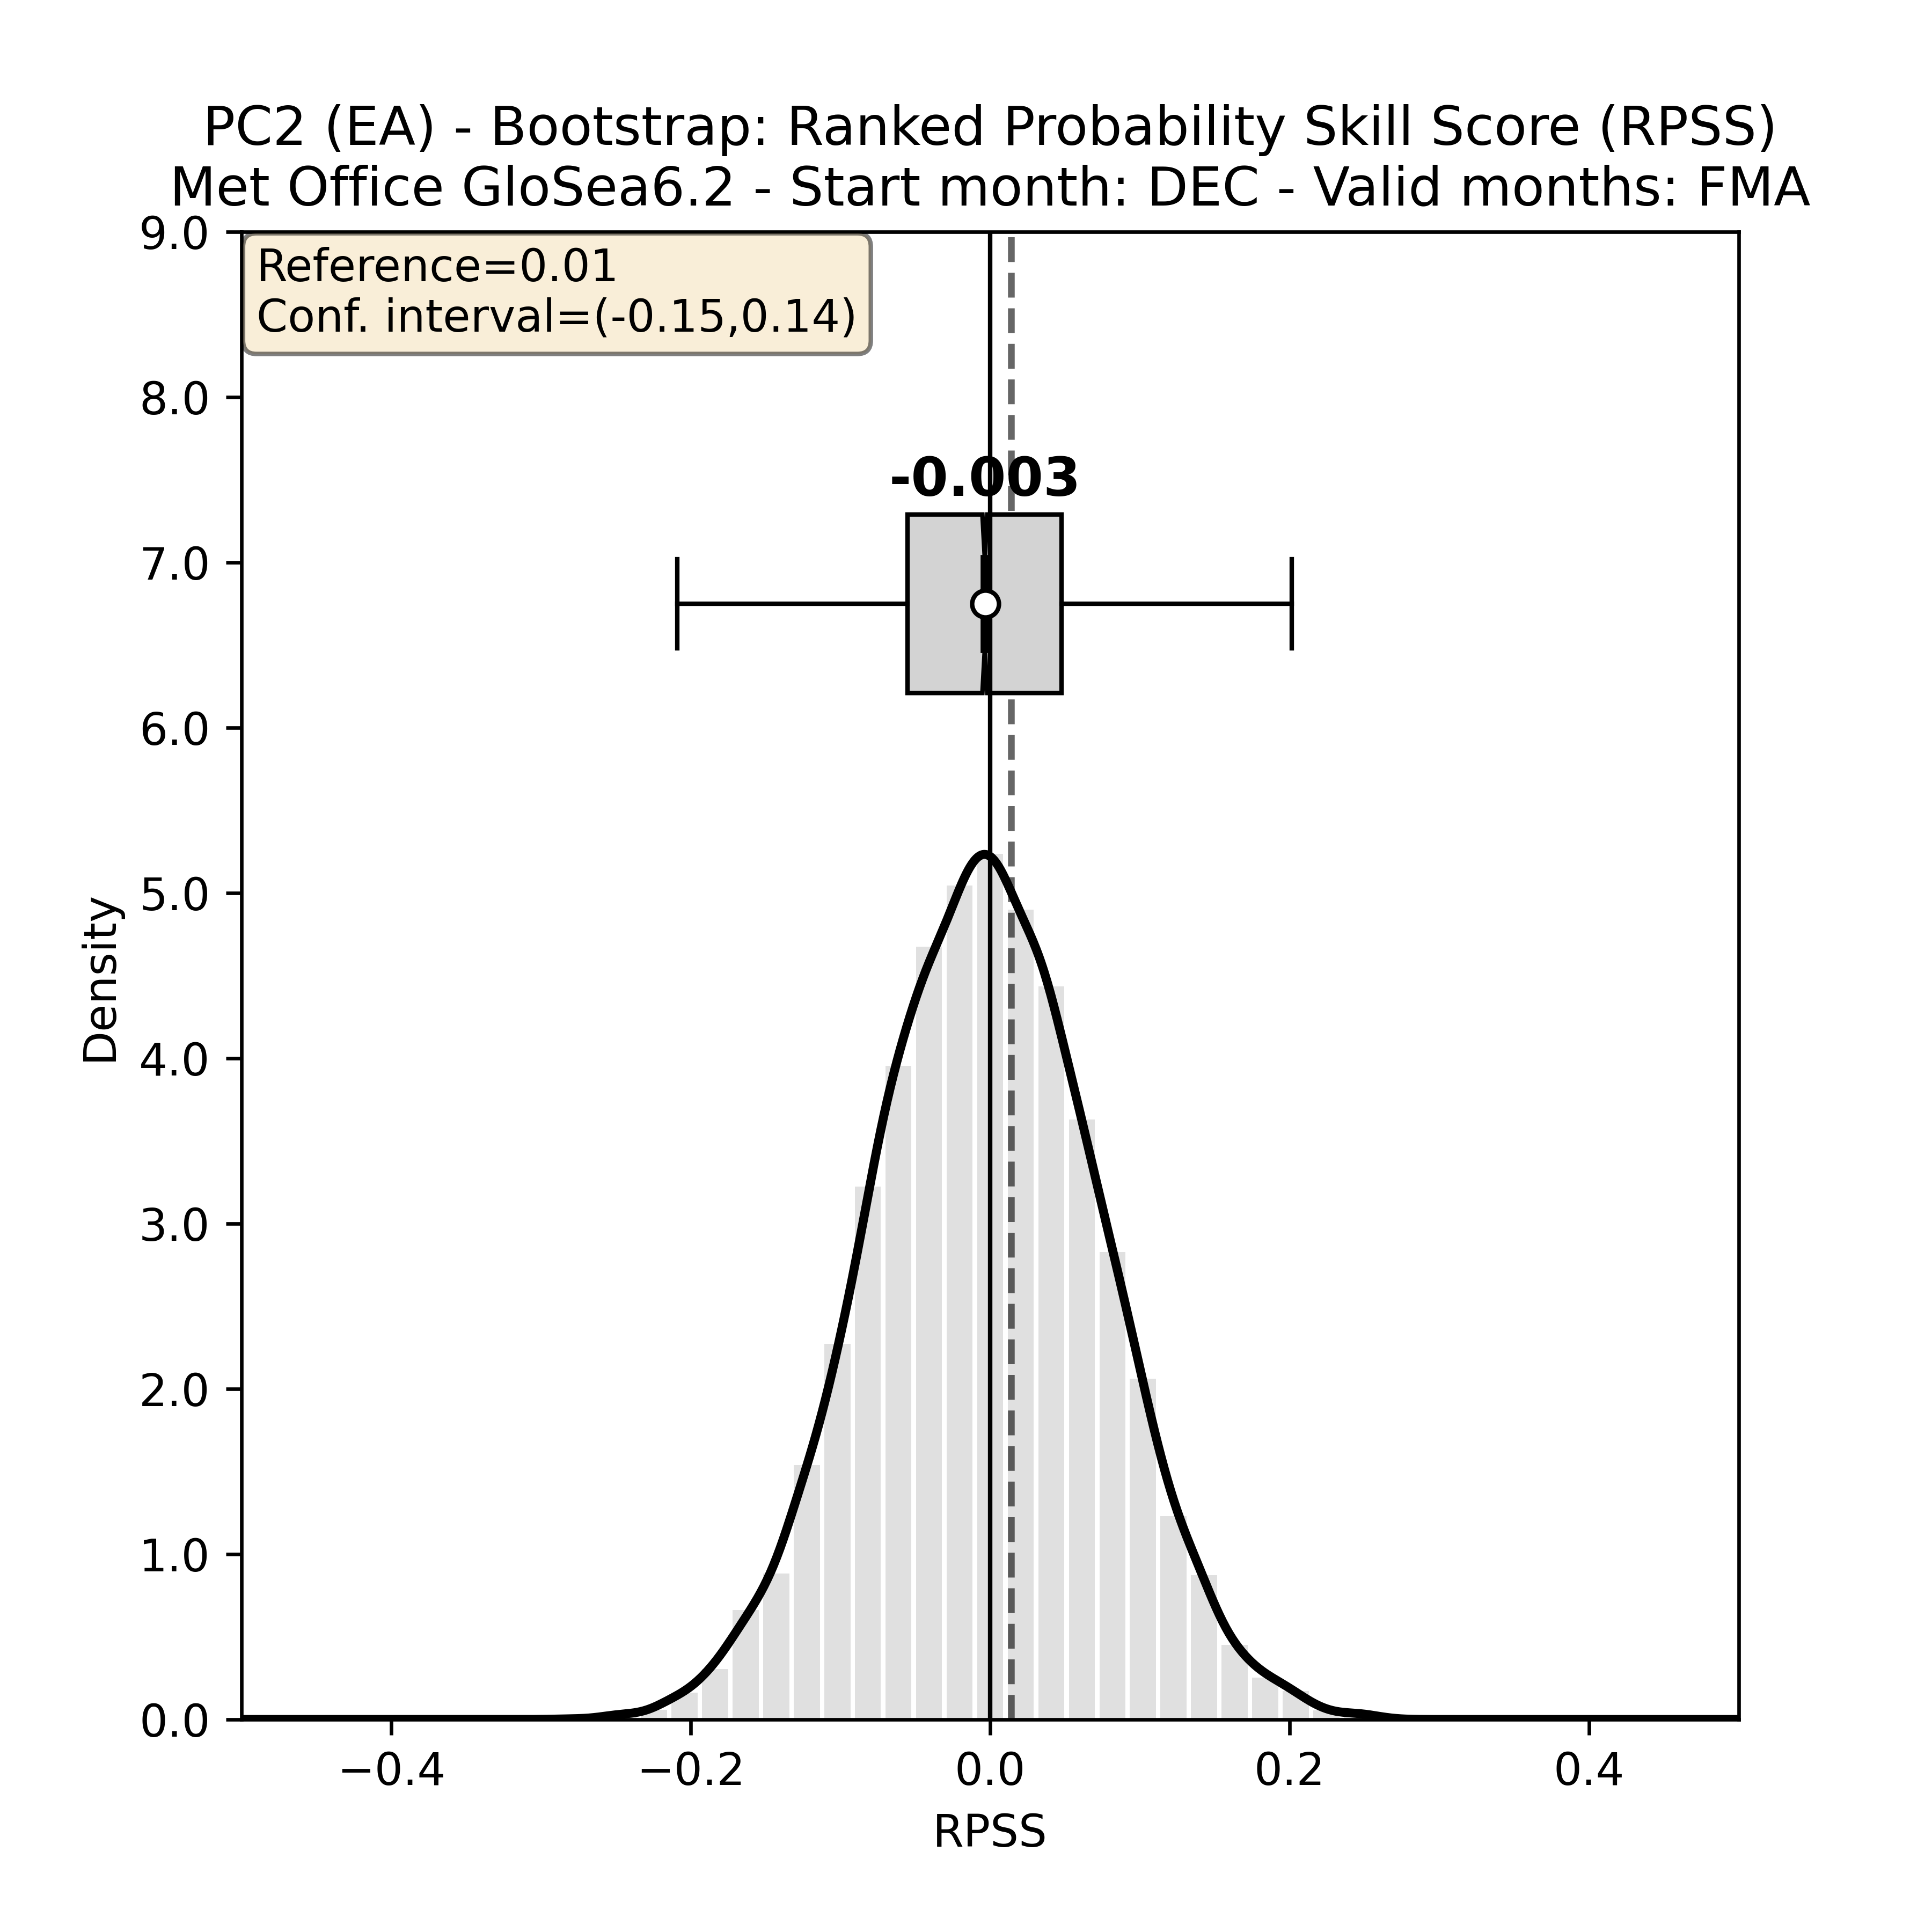 PC2 (EA) - Bootstrap: Ranked Probability Skill Score (RPSS)
Met Office GloSea6.2 - Start month: DEC - Valid months: FMA
Reference=0.01
Conf. interval=(-0.15,0.14)
-0.003
9.0
8.0
7.0
6.0
5.0
4.0
3.0
2.0
1.0
0.0
Density
−0.4
−0.2
0.0
0.2
0.4
RPSS